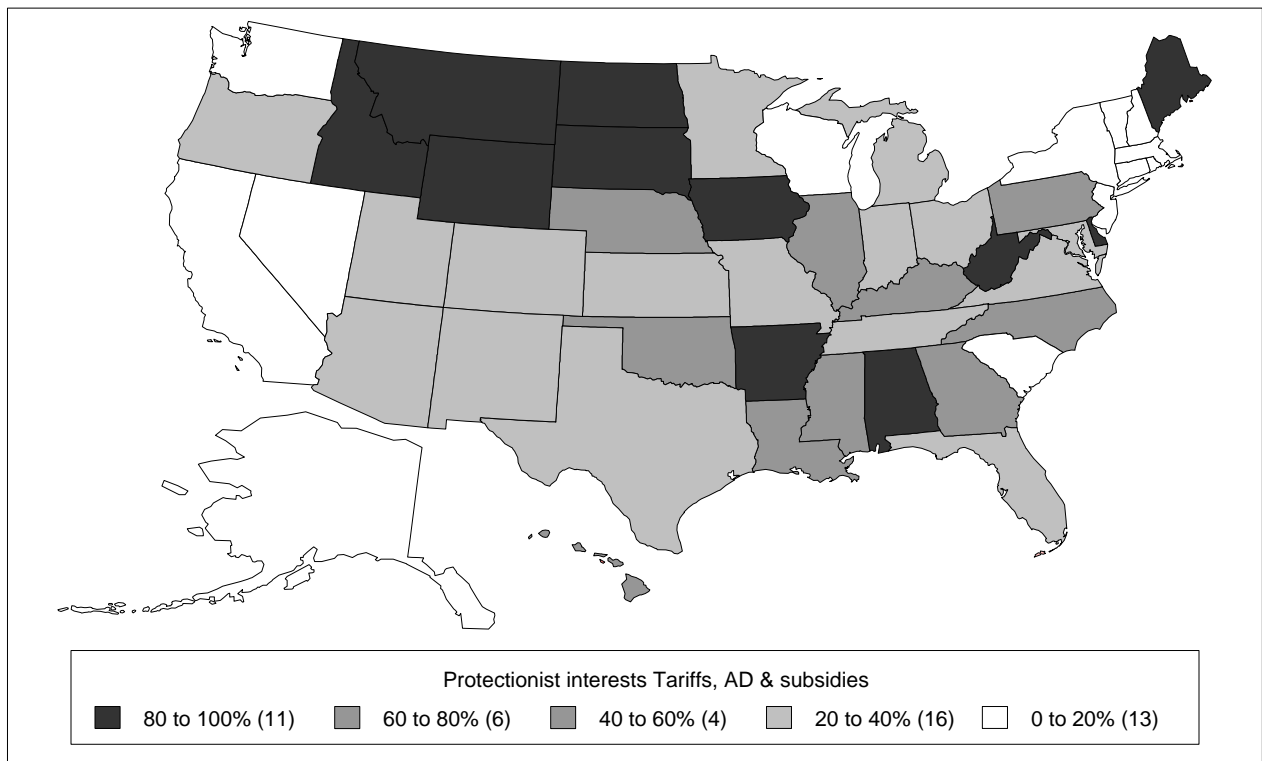 Protectionist interests Tariffs, AD & subsidies
80 to 100% (11) 60 to 80% (6) 40 to 60% (4) 20 to 40% (16) 0 to 20% (13)